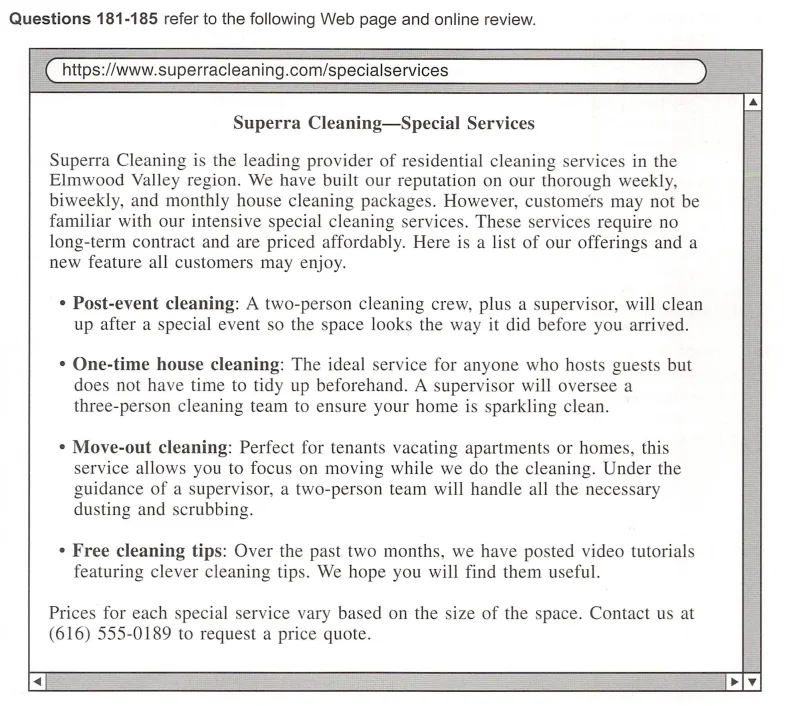 Questions 181-185 refer to the following Web page and online review.
https://www.superracleaning.com/specialservices
Superra Cleaning—Special Services
Superra Cleaning is the leading provider of residential cleaning services in the
Elmwood Valley region. We have built our reputation on our thorough weekly,
biweekly, and monthly house cleaning packages. However, customers may not be
familiar with our intensive special cleaning services. These services require no
long-term contract and are priced affordably. Here is a list of our offerings and a
new feature all customers may enjoy.
• Post-event cleaning: A two-person cleaning crew, plus a supervisor, will clean
up after a special event so the space looks the way it did before you arrived.
• One-time house cleaning: The ideal service for anyone who hosts guests but
does not have time to tidy up beforehand. A supervisor will oversee a
three-person cleaning team to ensure your home is sparkling clean.
• Move-out cleaning: Perfect for tenants vacating apartments or homes, this
service allows you to focus on moving while we do the cleaning. Under the
guidance of a supervisor, a two-person team will handle all the necessary
dusting and scrubbing.
• Free cleaning tips: Over the past two months, we have posted video tutorials
featuring clever cleaning tips. We hope you will find them useful.
Prices for each special service vary based on the size of the space. Contact us at
(616) 555-0189 to request a price quote.